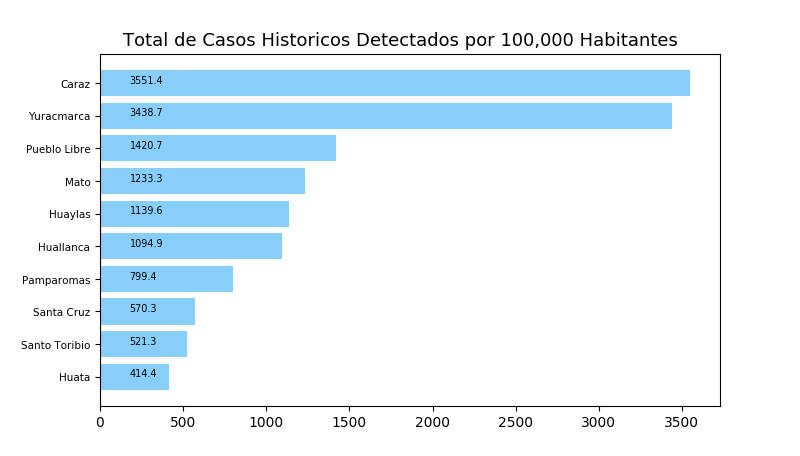 Total de Casos Historicos Detectados por 100,000 Habitantes
Caraz 3551.4
Yuracmarca 3438.7
Pueblo Libre 1420.7
Mato 1233.3
Huaylas 1139.6
Huallanca 1094.9
Pamparomas 799.4
Santa Cruz 570.3
Santo Toribio 521.3
Huata 414.4
0 500 1000 1500 2000 2500 3000 3500